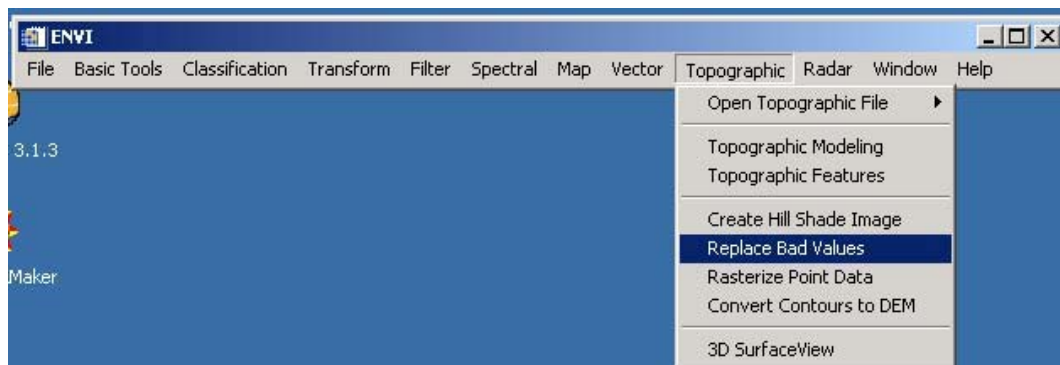 ENVI
File Basic Tools Classification Transform Filter Spectral Map Vector Topographic Radar Window Help
Open Topographic File
3.1.3
Topographic Modeling
Topographic Features
Create Hill Shade Image
Replace Bad Values
Maker
Rasterize Point Data
Convert Contours to DEM
3D SurfaceView